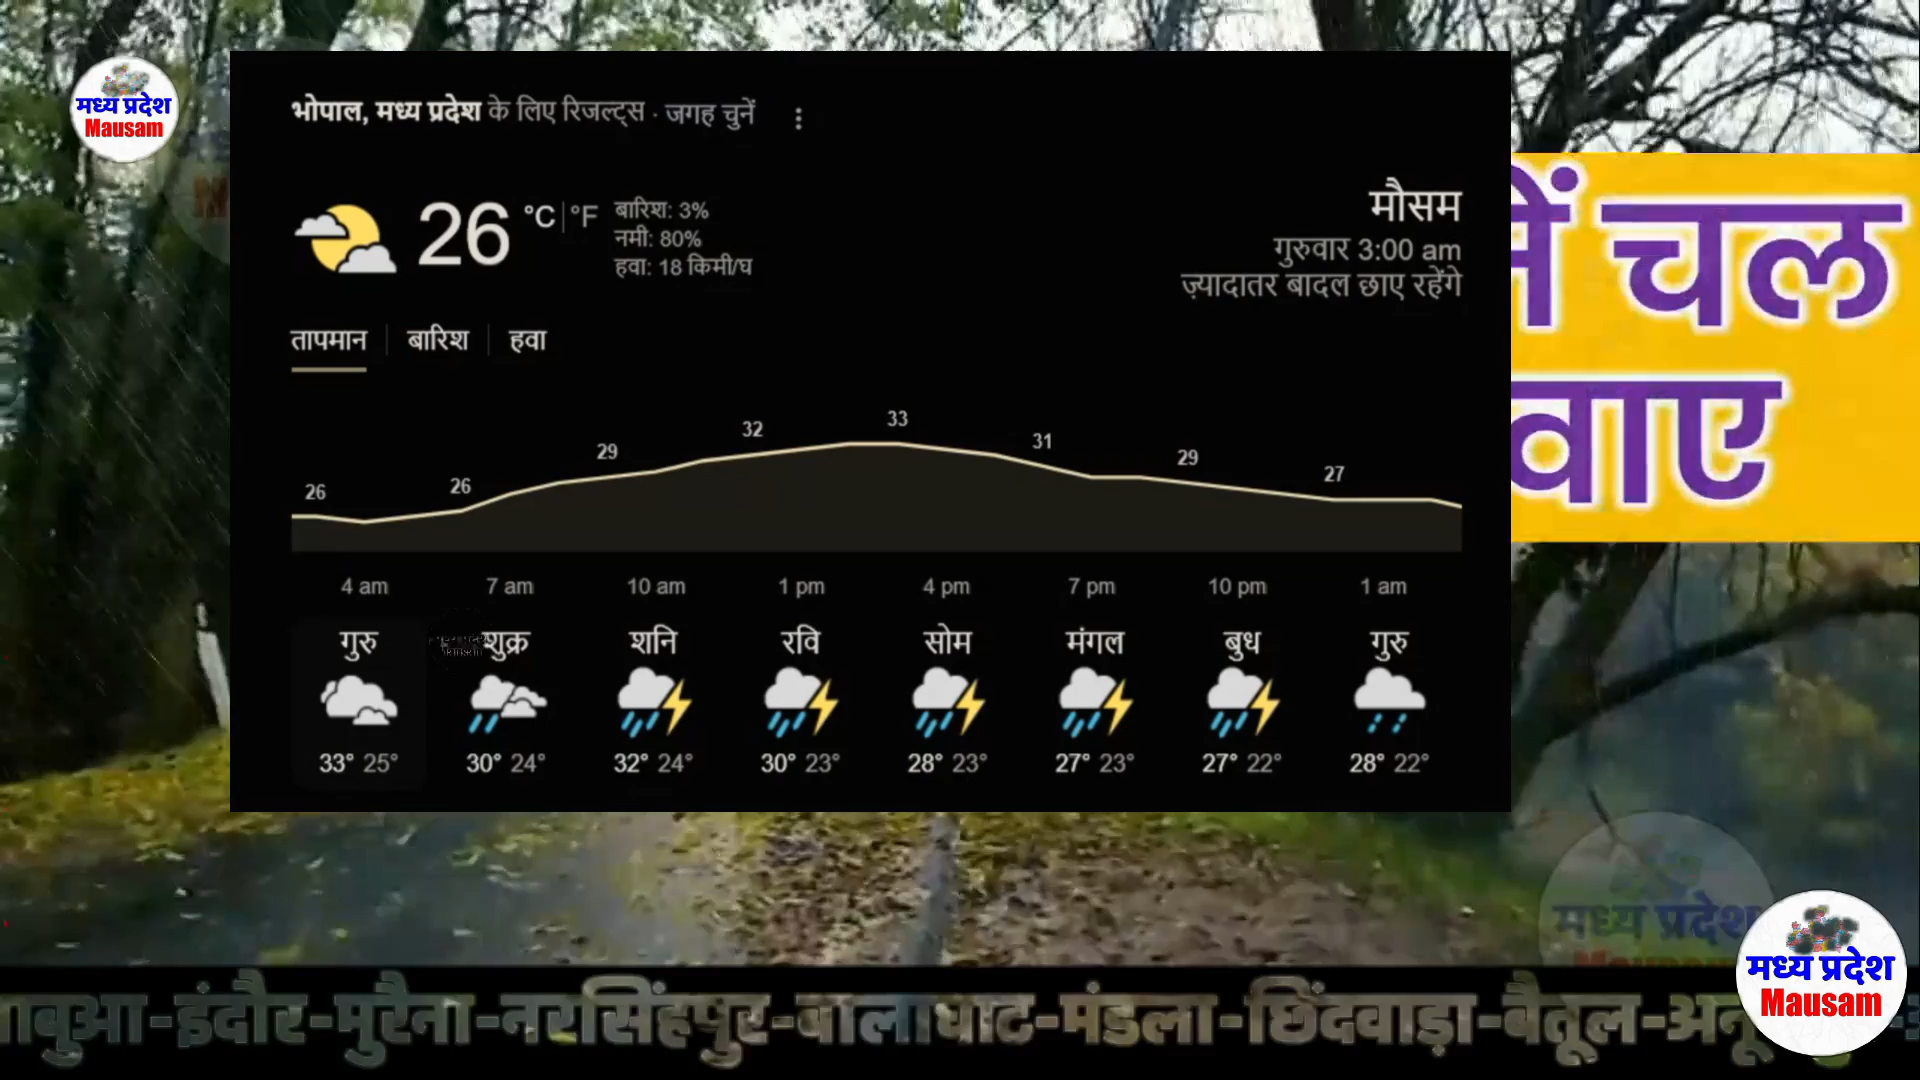 मध्य प्रदेश
Mausam
भोपाल, मध्य प्रदेश के लिए रिजल्ट्स · जगह चुनें
26 °C | °F
बारिश: 3%
नमी: 80%
हवा: 18 किमी/घ
मौसम
गुरुवार 3:00 am
ज़्यादातर बादल छाए रहेंगे
तापमान | बारिश | हवा
26 26 29 32 33 31 29 27
4 am 7 am 10 am 1 pm 4 pm 7 pm 10 pm 1 am
गुरु शुक्र शनि रवि सोम मंगल बुध गुरु
33° 25° 30° 24° 32° 24° 30° 23° 28° 23° 27° 23° 27° 22° 28° 22°
चल
वाए
मध्य प्रदेश
मध्य प्रदेश
Mausam
बुआ-इंदौर-मुरैना-नरसिंहपुर-बालाघाट-मंडला-छिंदवाड़ा-बैतूल-अनू